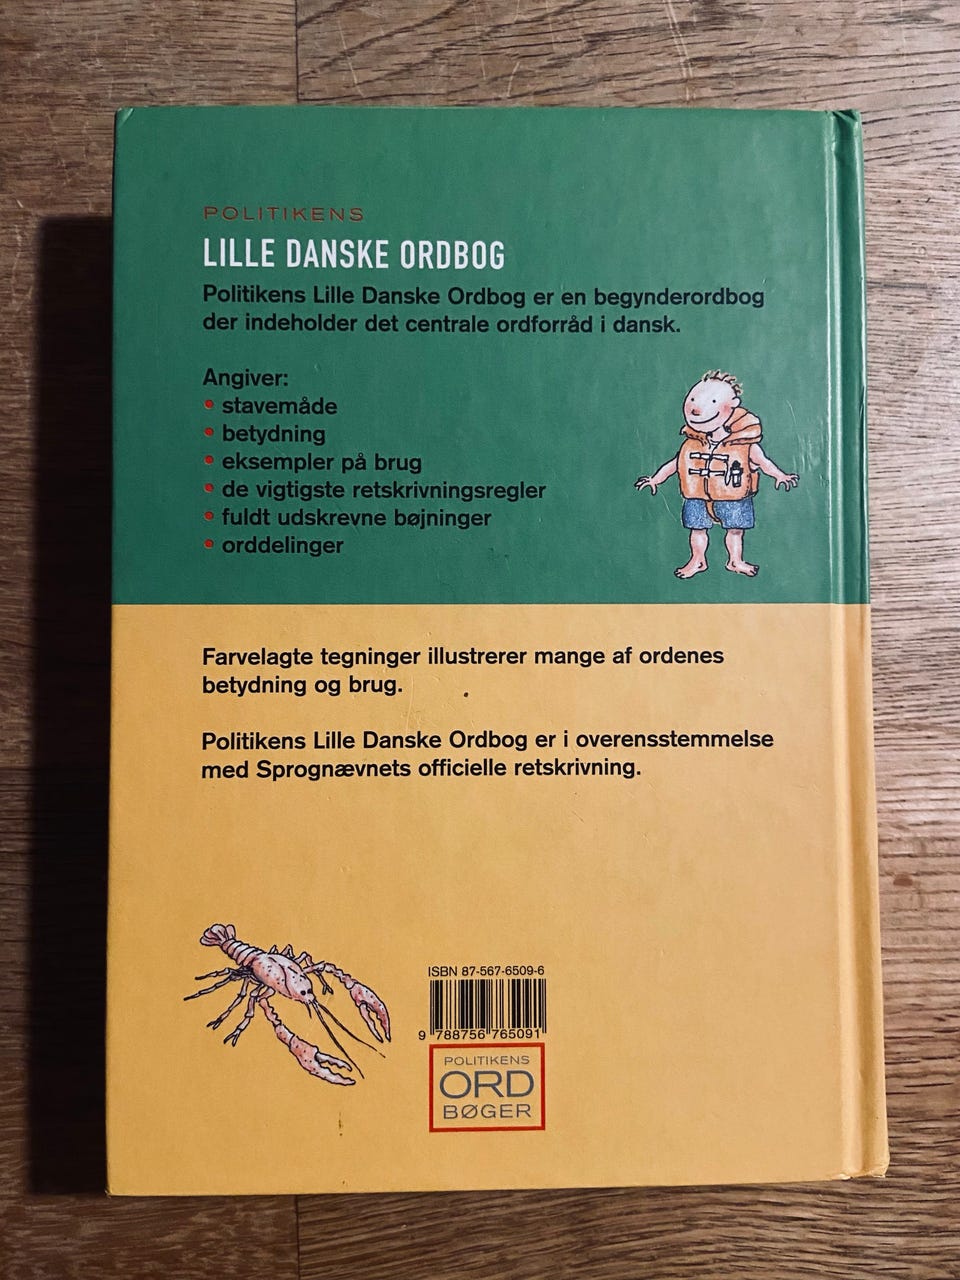 POLITIKENS
LILLE DANSKE ORDBOG
Politikens Lille Danske Ordbog er en begynderordbog
der indeholder det centrale ordforråd i dansk.
Angiver:
• stavemåde
• betydning
• eksempler på brug
• de vigtigste retskrivningsregler
• fuldt udskrevne bøjninger
• orddelinger
Farvelagte tegninger illustrerer mange af ordenes
betydning og brug.
Politikens Lille Danske Ordbog er i overensstemmelse
med Sprognævnets officielle retskrivning.
ISBN 87-567-6509-6
9 788756 765091
POLITIKENS
ORD
BØGER